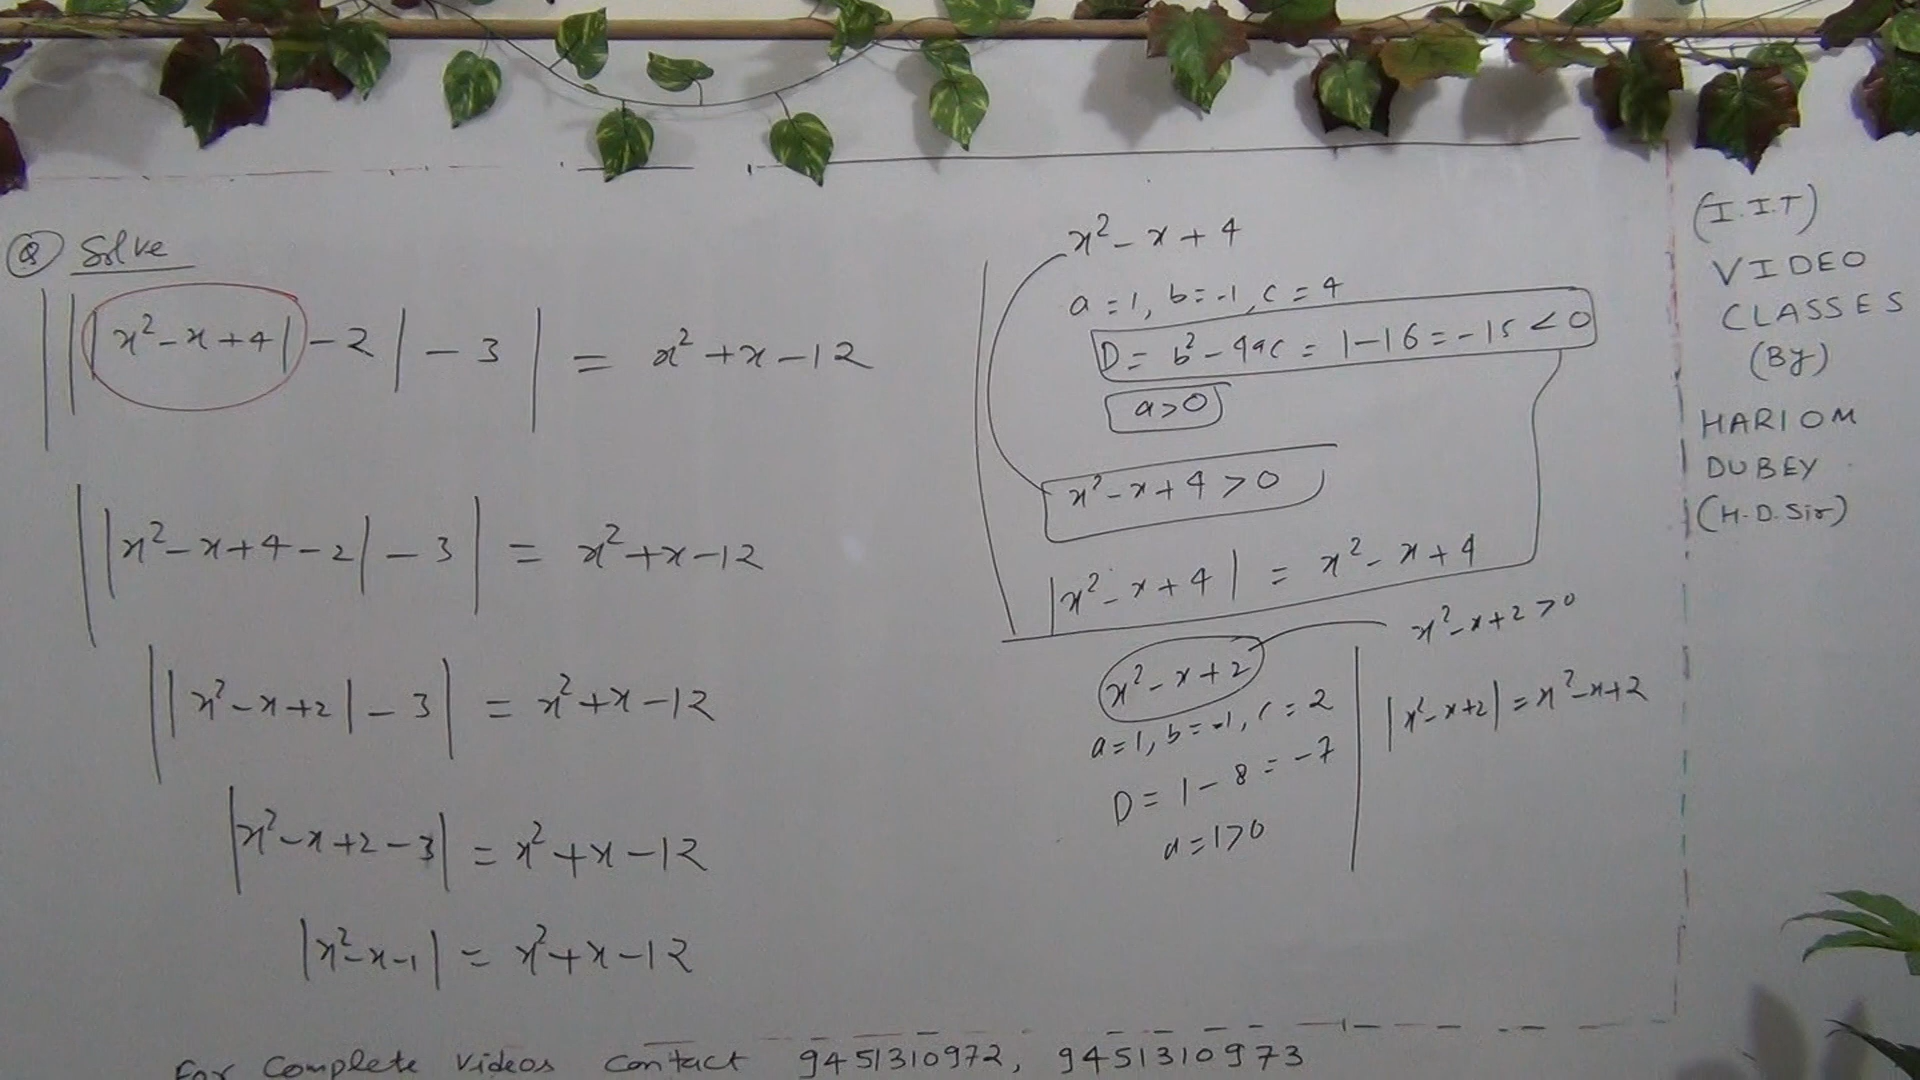 Q Solve
|||x² - x + 4| - 2| - 3| = x² + x - 12
||x² - x + 4 - 2| - 3| = x² + x - 12
||x² - x + 2| - 3| = x² + x - 12
|x² - x + 2 - 3| = x² + x - 12
|x² - x - 1| = x² + x - 12
x² - x + 4
a = 1, b = -1, c = 4
D = b² - 4ac = 1 - 16 = -15 < 0
a > 0
x² - x + 4 > 0
|x² - x + 4| = x² - x + 4
x² - x + 2
a = 1, b = -1, c = 2
D = 1 - 8 = -7
a = 1 > 0
x² - x + 2 > 0
|x² - x + 2| = x² - x + 2
(I.I.T)
VIDEO
CLASSES
(By)
HARIOM
DUBEY
(H.D. Sir)
For Complete Videos Contact 9451310972, 9451310973